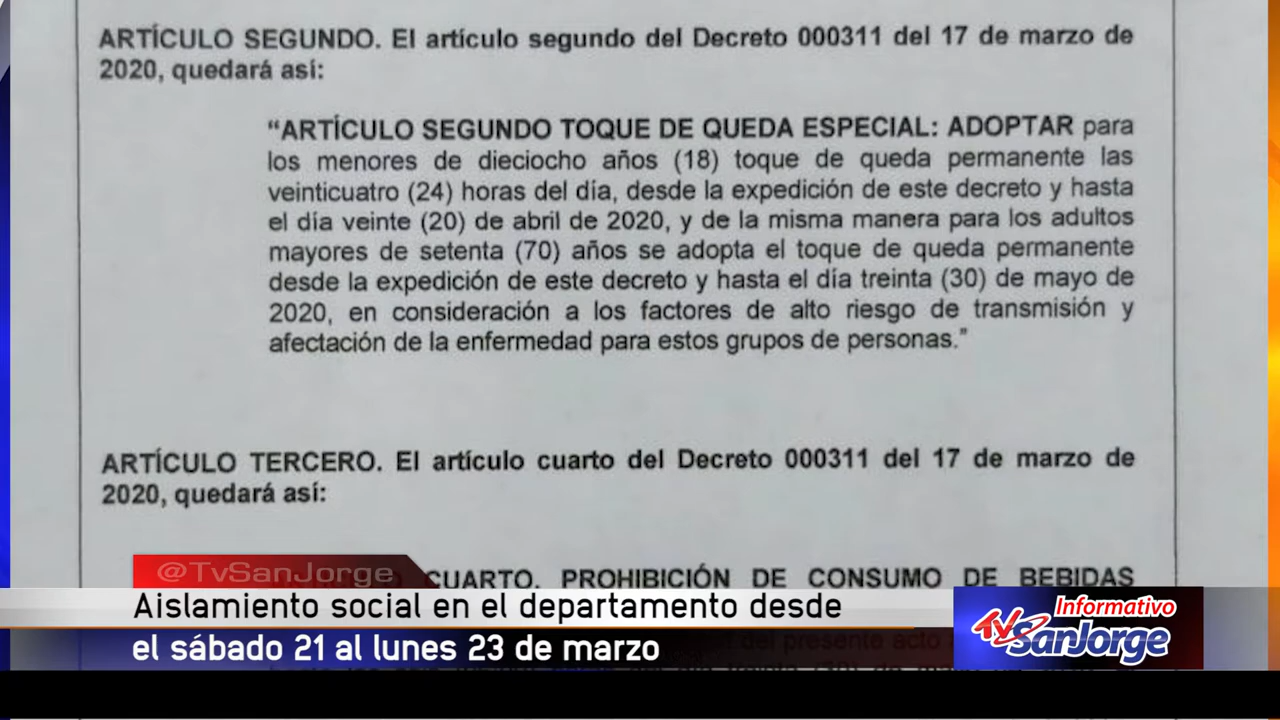 ARTÍCULO SEGUNDO. El artículo segundo del Decreto 000311 del 17 de marzo de
2020, quedará así:
“ARTÍCULO SEGUNDO TOQUE DE QUEDA ESPECIAL: ADOPTAR para
los menores de dieciocho años (18) toque de queda permanente las
veinticuatro (24) horas del día, desde la expedición de este decreto y hasta
el día veinte (20) de abril de 2020, y de la misma manera para los adultos
mayores de setenta (70) años se adopta el toque de queda permanente
desde la expedición de este decreto y hasta el día treinta (30) de mayo de
2020, en consideración a los factores de alto riesgo de transmisión y
afectación de la enfermedad para estos grupos de personas.”
ARTÍCULO TERCERO. El artículo cuarto del Decreto 000311 del 17 de marzo de
2020, quedará así:
CUARTO. PROHIBICIÓN DE CONSUMO DE BEBIDAS
@TvSanJorge
Aislamiento social en el departamento desde
el sábado 21 al lunes 23 de marzo
del presente acto
Informativo
TV SanJorge